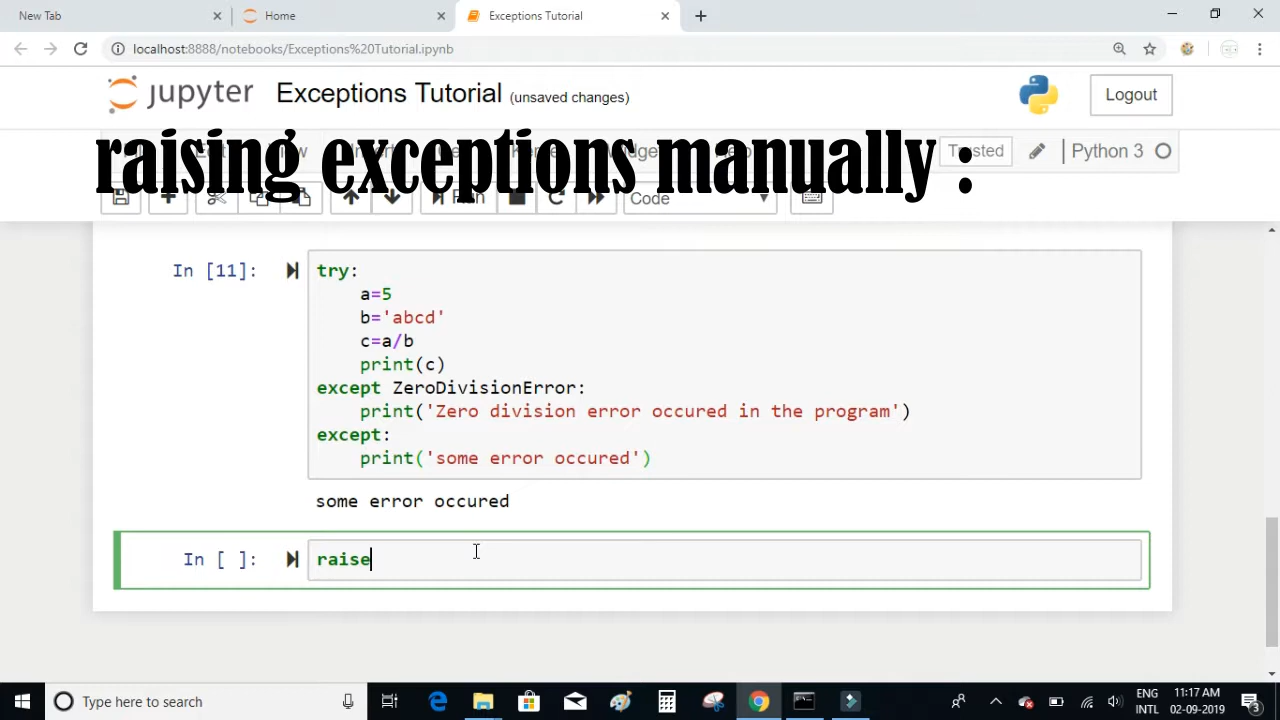 New Tab
Home
Exceptions Tutorial
localhost:8888/notebooks/Exceptions%20Tutorial.ipynb
jupyter Exceptions Tutorial (unsaved changes)
Logout
raising exceptions manually :
Trusted
Python 3
Run
Code
In [11]:
try:
    a=5
    b='abcd'
    c=a/b
    print(c)
except ZeroDivisionError:
    print('Zero division error occured in the program')
except:
    print('some error occured')
some error occured
In [ ]:
raise
Type here to search
ENG
INTL
11:17 AM
02-09-2019
3